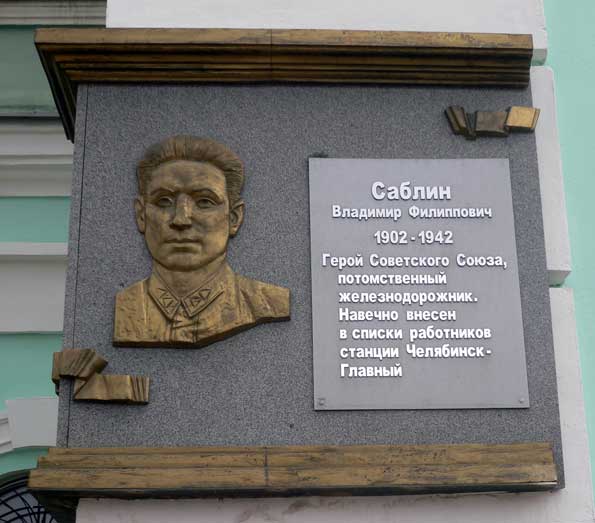 Саблин
Владимир Филиппович
1902-1942
Герой Советского Союза,
потомственный
железнодорожник.
Навечно внесен
в списки работников
станции Челябинск-
Главный